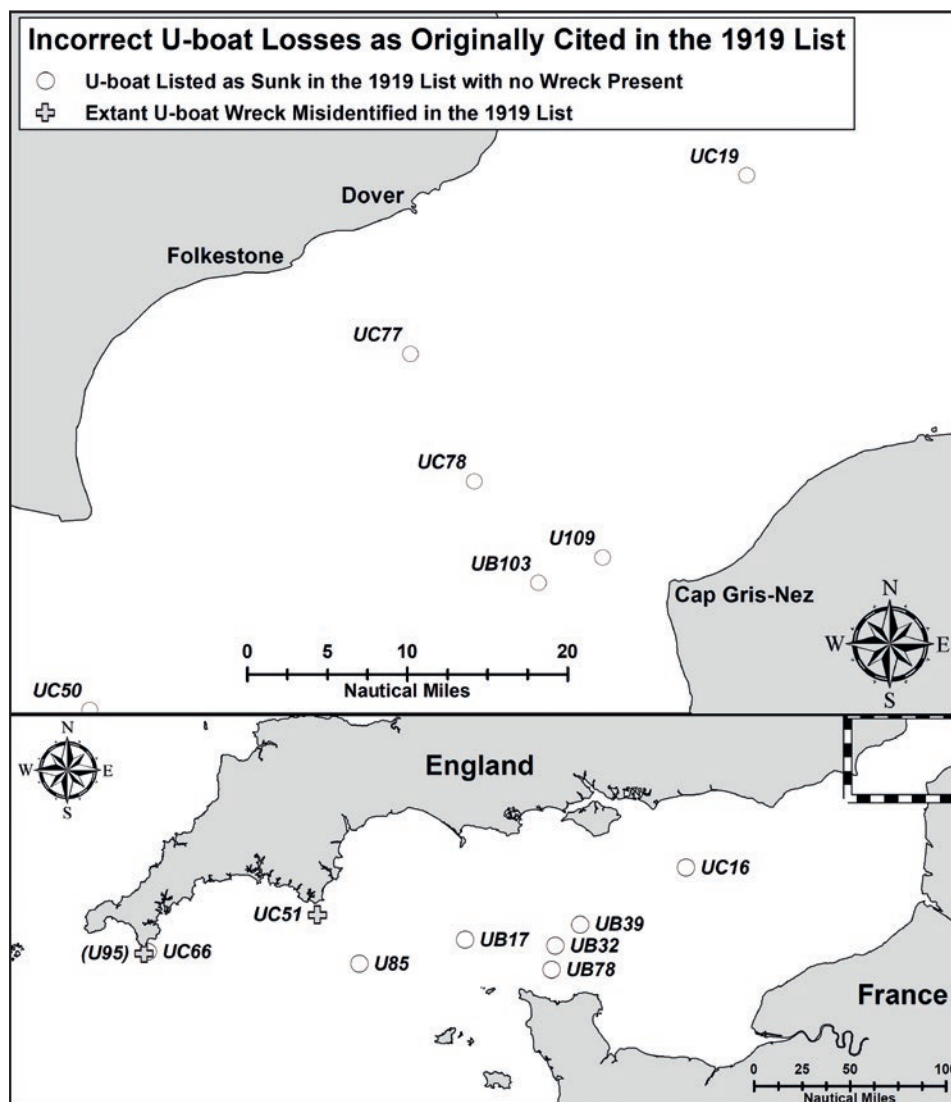 Incorrect U-boat Losses as Originally Cited in the 1919 List
U-boat Listed as Sunk in the 1919 List with no Wreck Present
Extant U-boat Wreck Misidentified in the 1919 List
UC19
Dover
Folkestone
UC77
UC78
U109
UB103
Cap Gris-Nez
N
W E
S
0 5 10 20
Nautical Miles
UC50
N
W E
S
England
UC16
UC51
UB39
UB17
UB32
(U95) UC66
U85
UB78
France
0 25 50 100
Nautical Miles